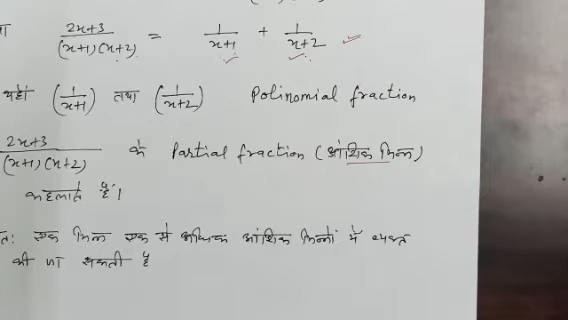 (2x+3)/((x+1)(x+2)) = 1/(x+1) + 1/(x+2)
यहाँ (1/(x+1)) तथा (1/(x+2)) Polinomial fraction
(2x+3)/((x+1)(x+2)) के Partial fraction (आंशिक भिन्न)
कहलाते हैं।
एक भिन्न एक से अधिक आंशिक भिन्नों में व्यक्त
की जा सकती है